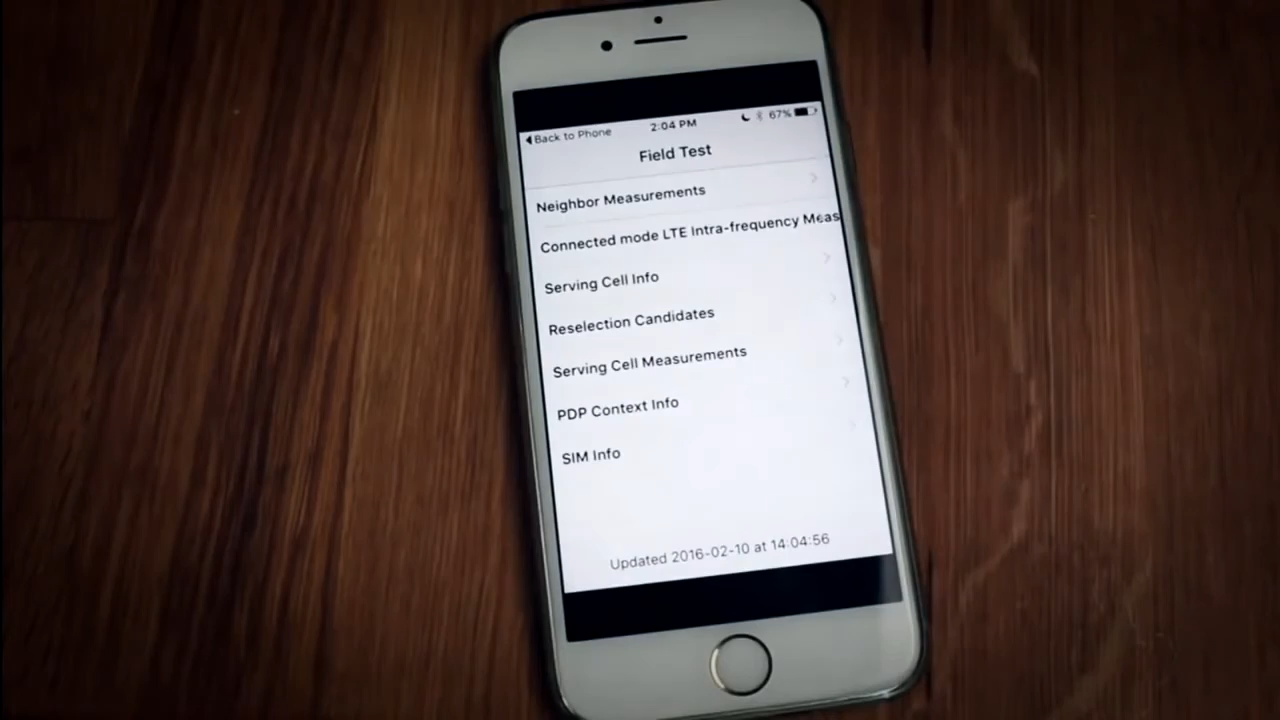 Back to Phone 2:04 PM 67%
Field Test
Neighbor Measurements
Connected mode LTE Intra-frequency Meas
Serving Cell Info
Reselection Candidates
Serving Cell Measurements
PDP Context Info
SIM Info
Updated 2016-02-10 at 14:04:56